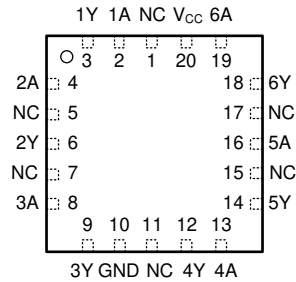 1Y 1A NC VCC 6A
3 2 1 20 19
2A 4 18 6Y
NC 5 17 NC
2Y 6 16 5A
NC 7 15 NC
3A 8 14 5Y
9 10 11 12 13
3Y GND NC 4Y 4A